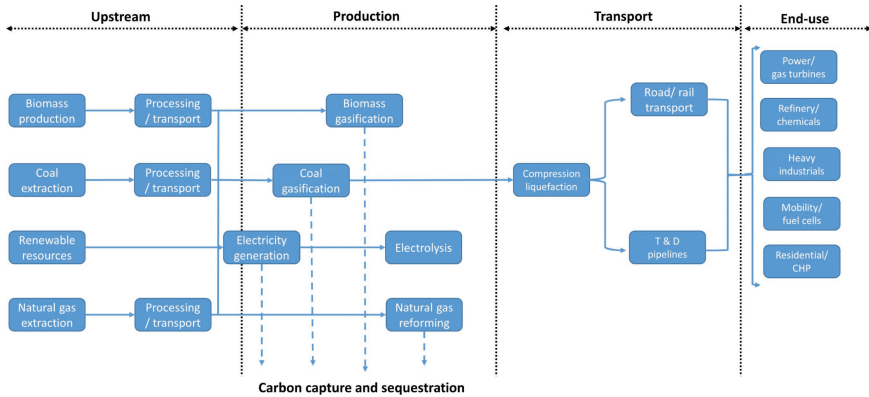 Upstream
Production
Transport
End-use
Biomass
production
Processing
/ transport
Biomass
gasification
Road/ rail
transport
Power/
gas turbines
Refinery/
chemicals
Coal
extraction
Processing
/ transport
Coal
gasification
Compression
liquefaction
Heavy
industrials
Mobility/
fuel cells
Renewable
resources
Electricity
generation
Electrolysis
T & D
pipelines
Residential/
CHP
Natural gas
extraction
Processing
/ transport
Natural gas
reforming
Carbon capture and sequestration